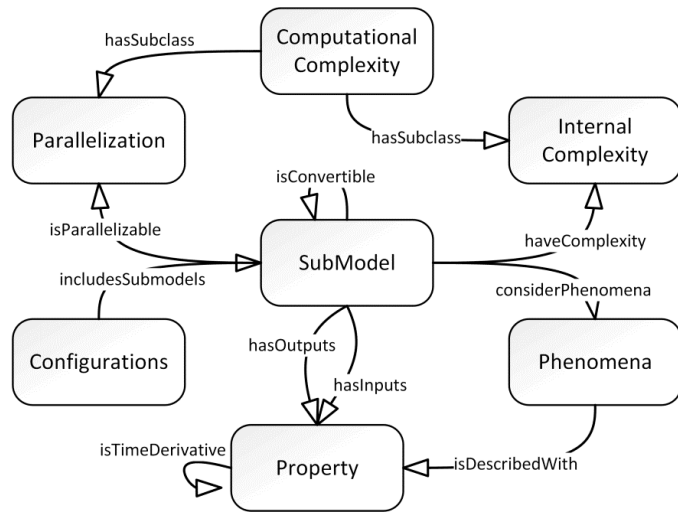 hasSubclass
Computational
Complexity
Parallelization
hasSubclass
Internal
Complexity
isConvertible
isParallelizable
SubModel
haveComplexity
includesSubmodels
considerPhenomena
Configurations
hasOutputs
Phenomena
hasInputs
isTimeDerivative
Property
isDescribedWith